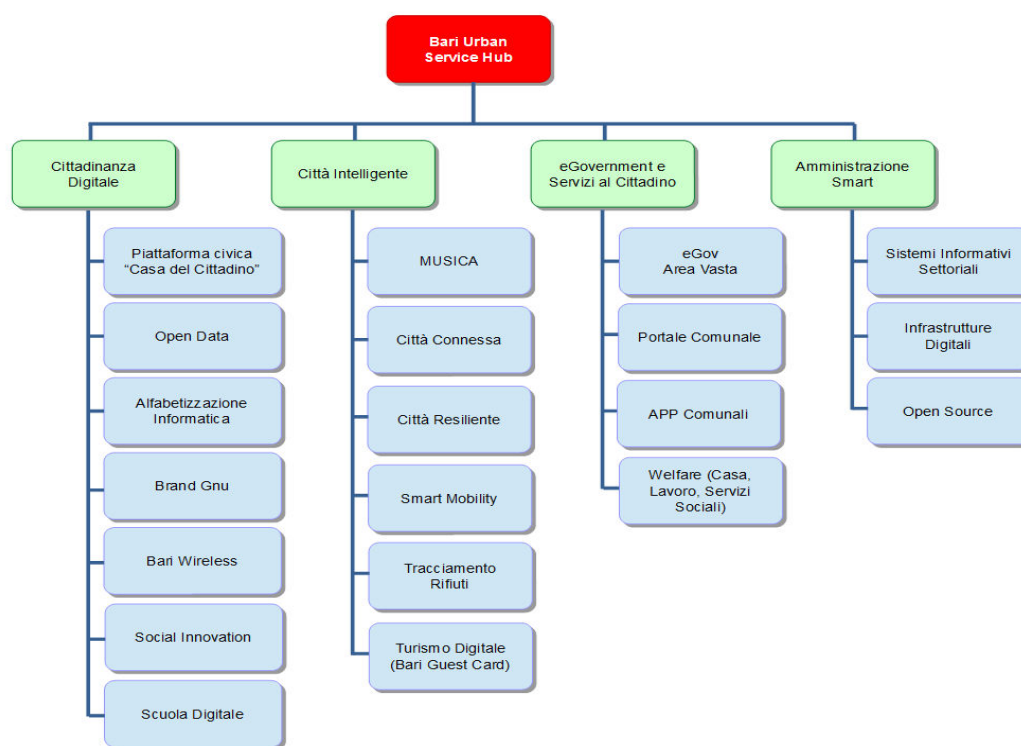 Bari Urban
Service Hub
Cittadinanza
Digitale
Città Intelligente
eGovernment e
Servizi al Cittadino
Amministrazione
Smart
Piattaforma civica
“Casa del Cittadino”
Open Data
Alfabetizzazione
Informatica
Brand Gnu
Bari Wireless
Social Innovation
Scuola Digitale
MUSICA
Città Connessa
Città Resiliente
Smart Mobility
Tracciamento
Rifiuti
Turismo Digitale
(Bari Guest Card)
eGov
Area Vasta
Portale Comunale
APP Comunali
Welfare (Casa,
Lavoro, Servizi
Sociali)
Sistemi Informativi
Settoriali
Infrastrutture
Digitali
Open Source